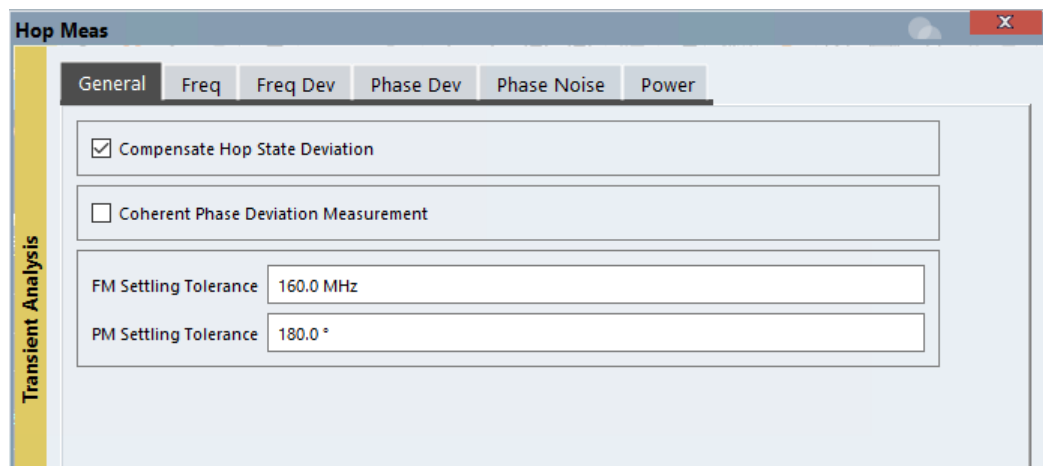 Hop Meas
X
Transient Analysis
General Freq Freq Dev Phase Dev Phase Noise Power
Compensate Hop State Deviation
Coherent Phase Deviation Measurement
FM Settling Tolerance 160.0 MHz
PM Settling Tolerance 180.0 °